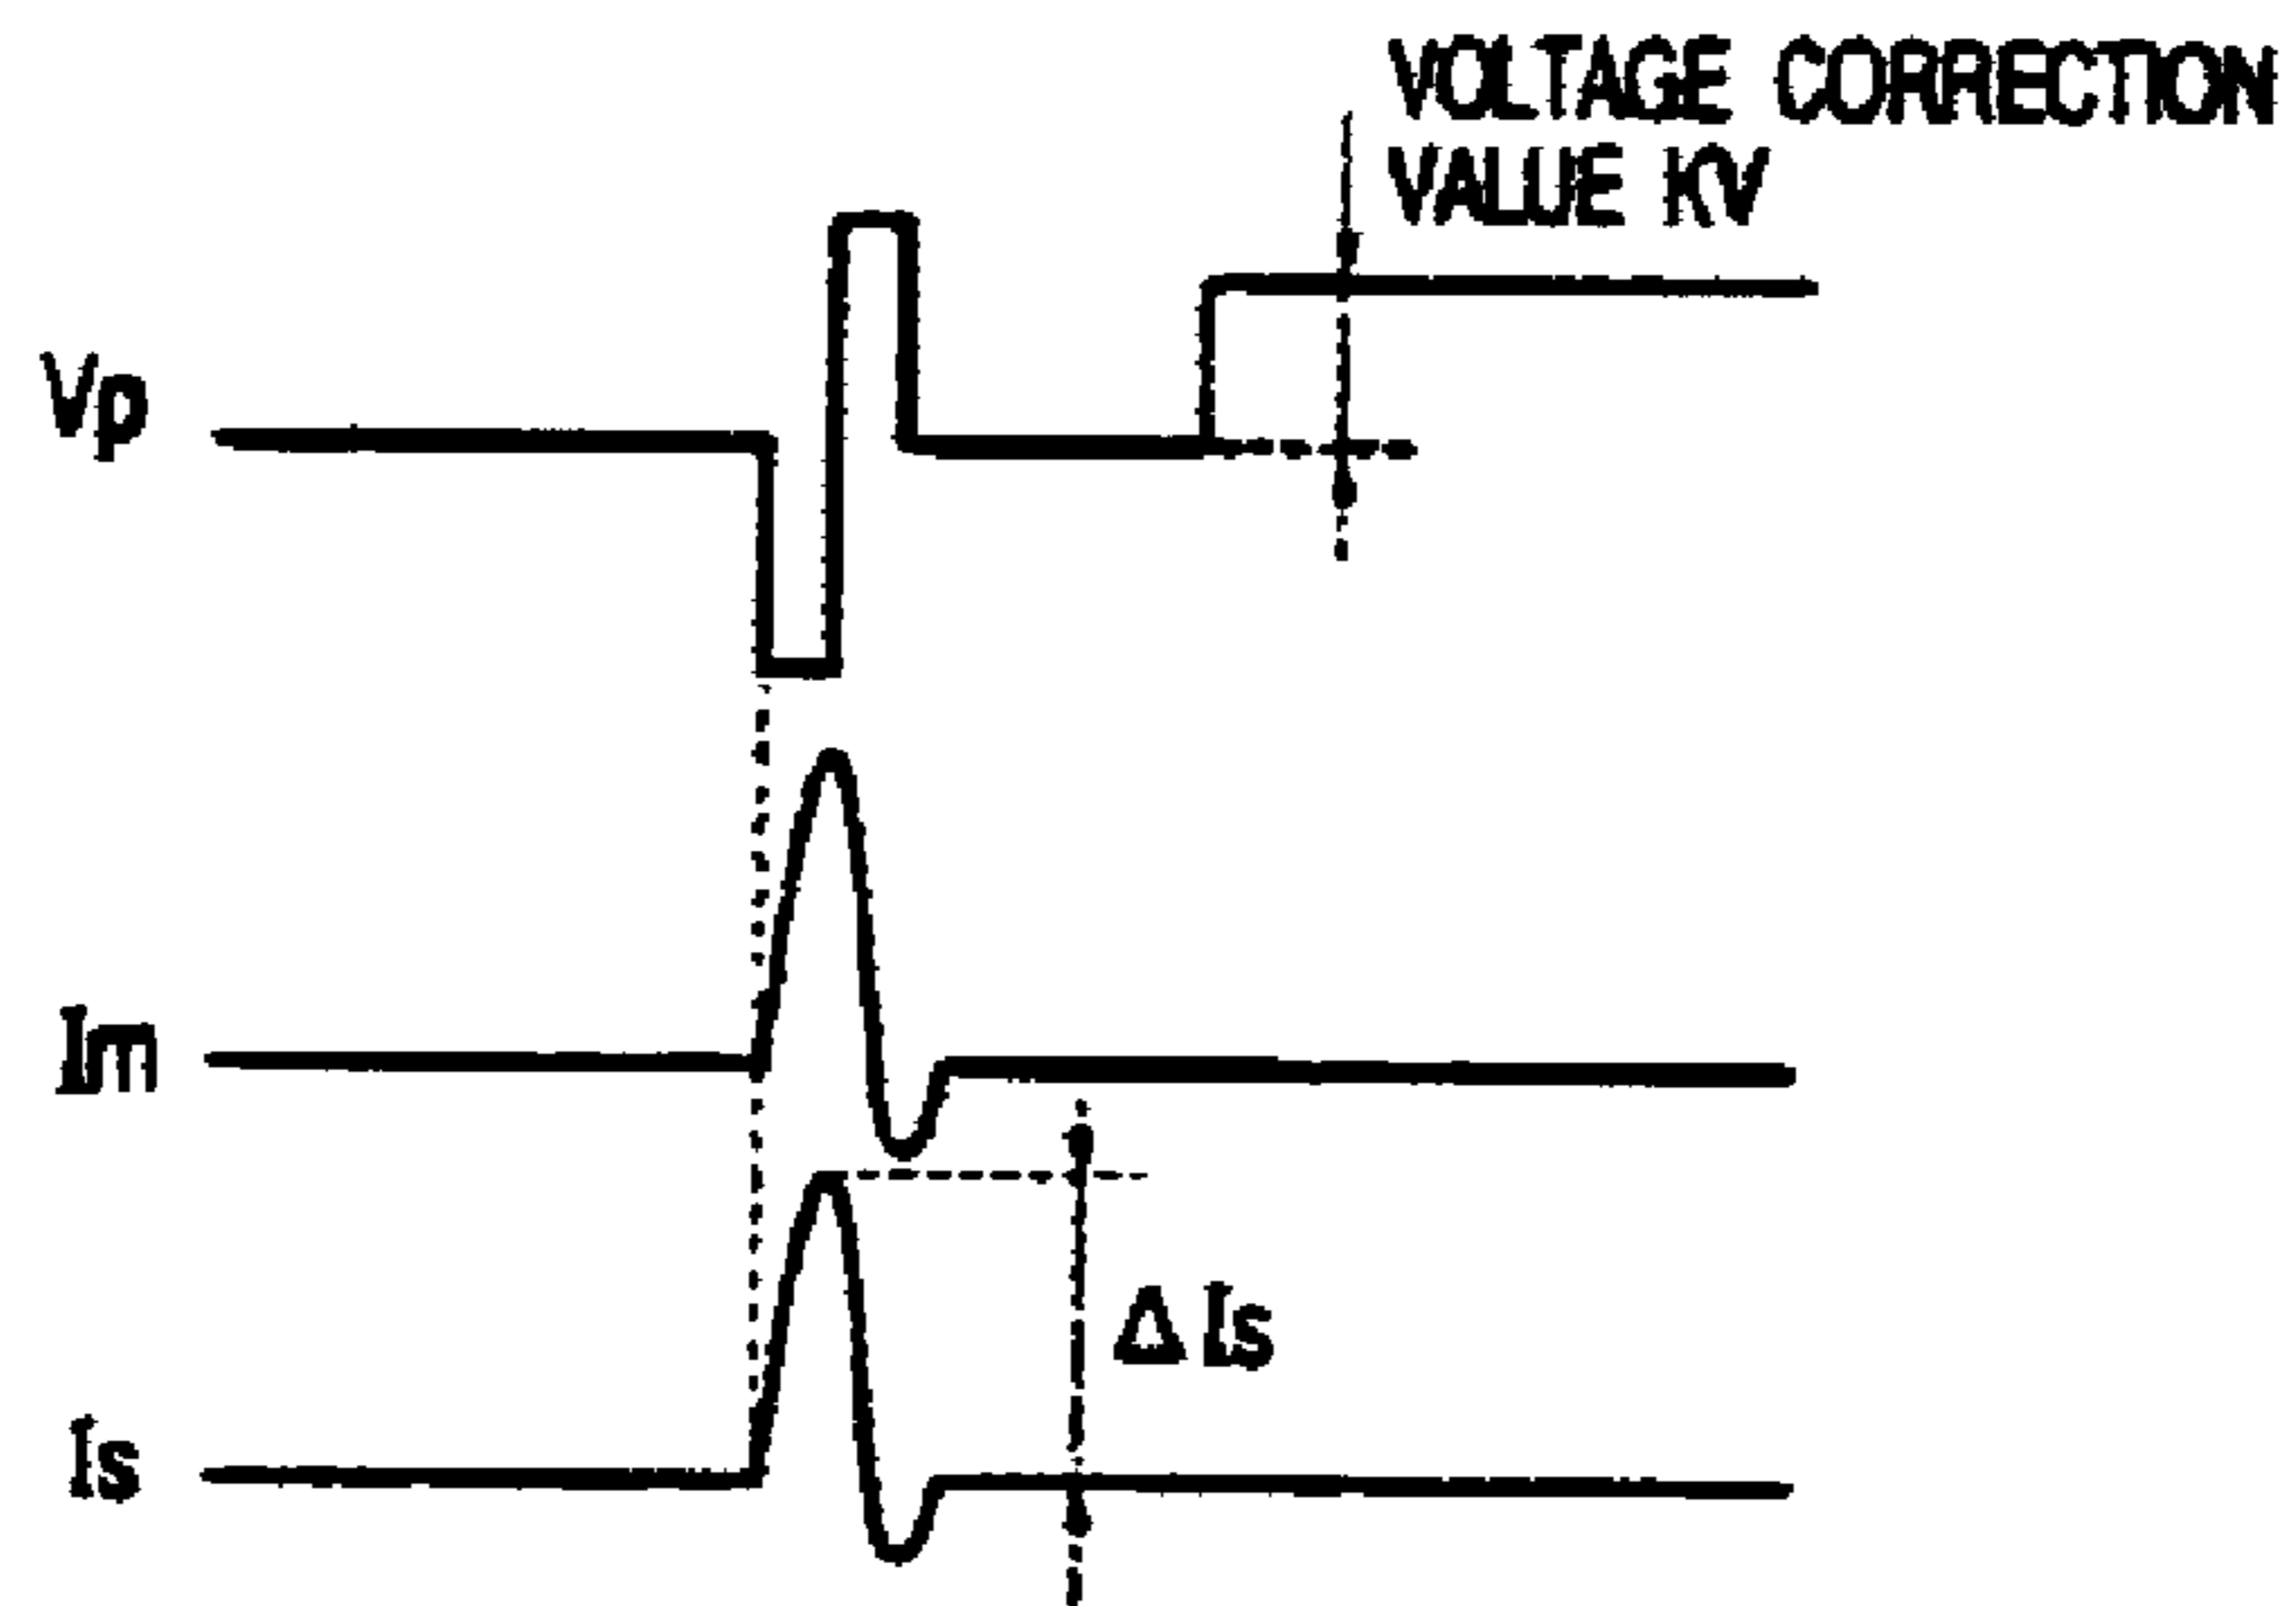 VOLTAGE CORRECTION
VALUE KV
Vp
Im
ΔIs
Is